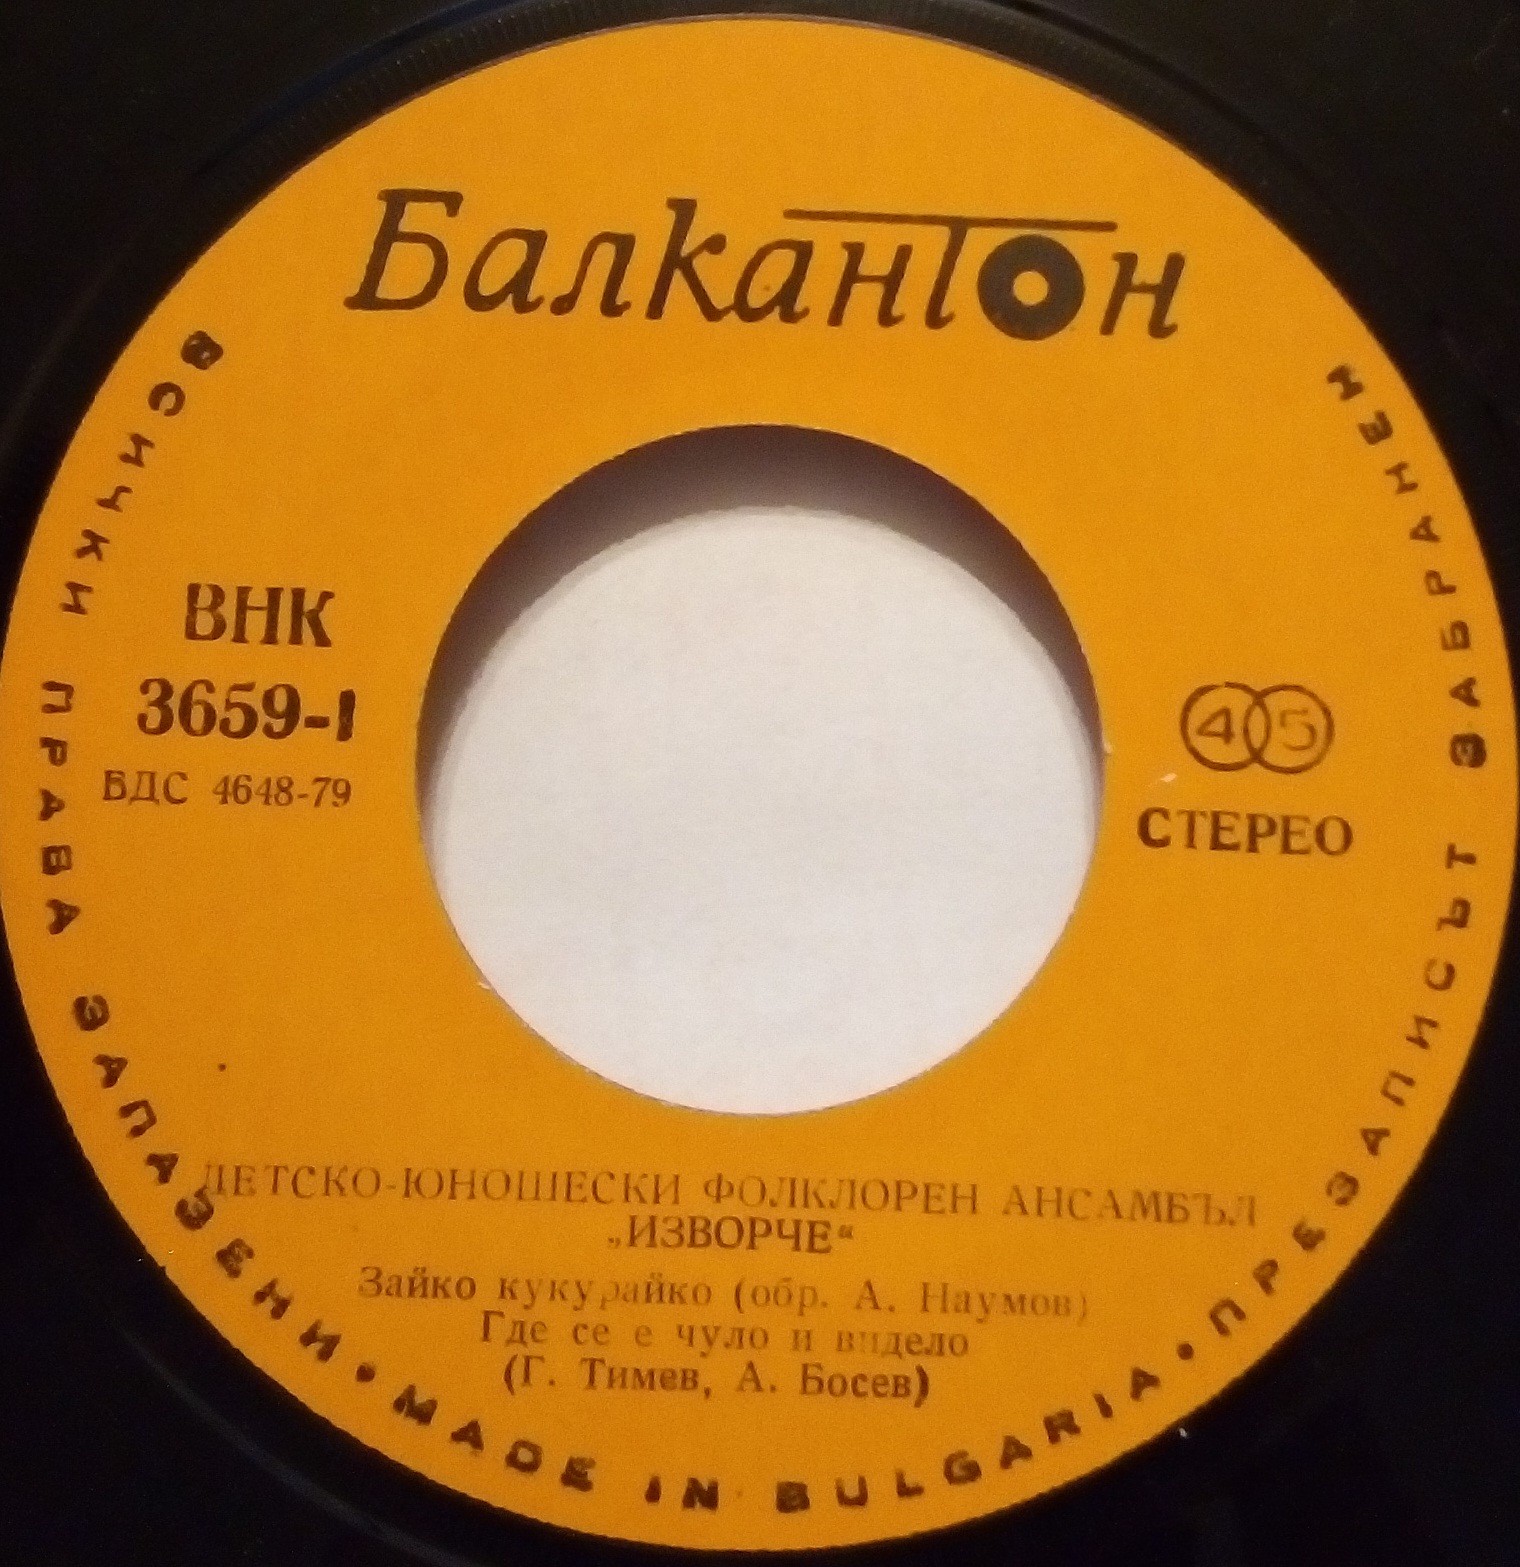 Балкантон
ВСИЧКИ ПРАВА ЗАПАЗЕНИ • MADE IN BULGARIA • ПРЕЗАПИСЪТ ЗАБРАНЕН
ВНК
3659-1
БДС 4648-79
45
СТЕРЕО
ДЕТСКО-ЮНОШЕСКИ ФОЛКЛОРЕН АНСАМБЪЛ
„ИЗВОРЧЕ“
Зайко кукурайко (обр. А. Наумов)
Где се е чуло и видело
(Г. Тимев, А. Босев)